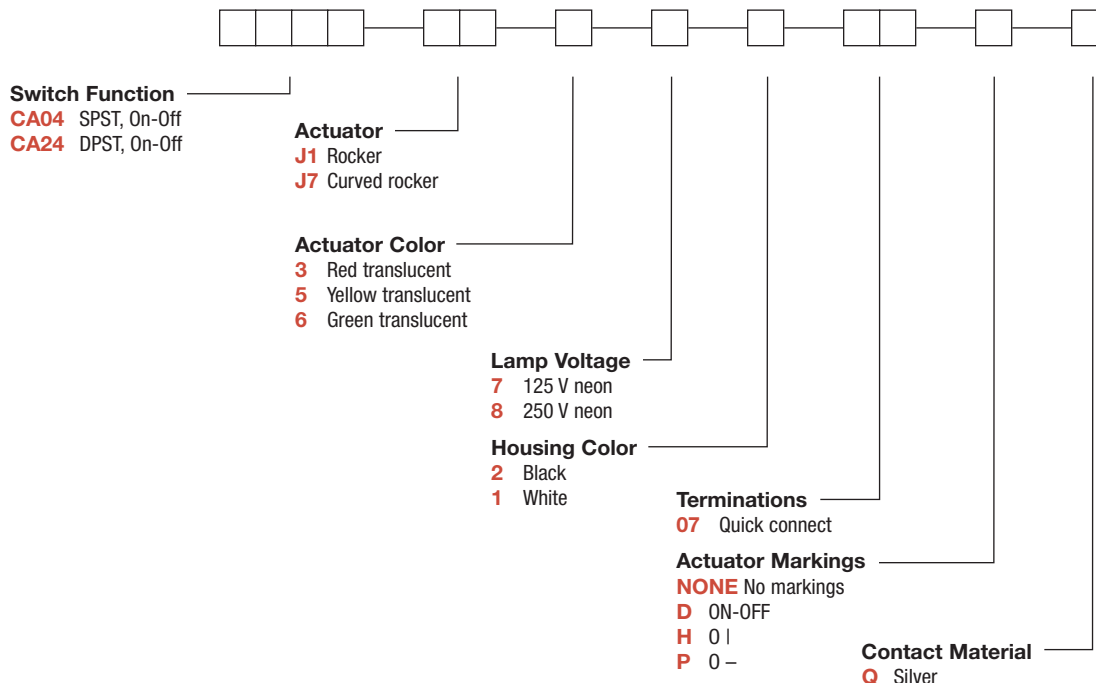 Switch Function
CA04 SPST, On-Off
CA24 DPST, On-Off
Actuator
J1 Rocker
J7 Curved rocker
Actuator Color
3 Red translucent
5 Yellow translucent
6 Green translucent
Lamp Voltage
7 125 V neon
8 250 V neon
Housing Color
2 Black
1 White
Terminations
07 Quick connect
Actuator Markings
NONE No markings
D ON-OFF
H 0 |
P 0 –
Contact Material
Q Silver